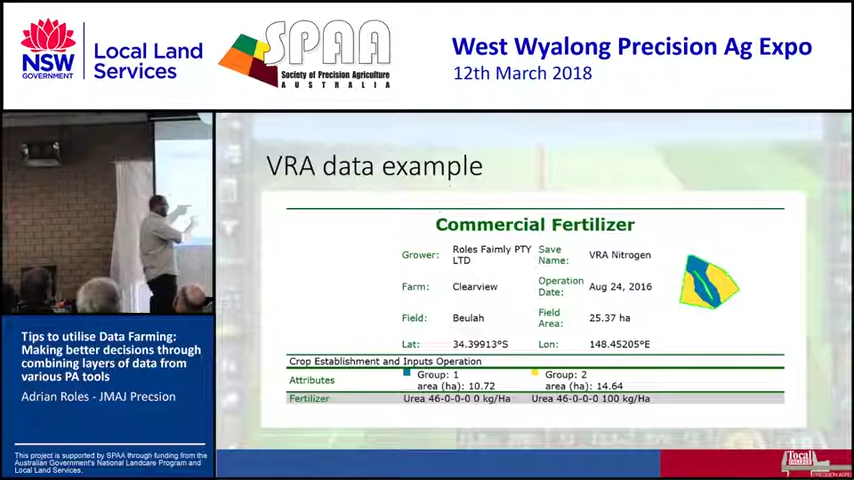 NSW
GOVERNMENT
Local Land
Services
SPAA
Society of Precision Agriculture
AUSTRALIA
West Wyalong Precision Ag Expo
12th March 2018
VRA data example
Commercial Fertilizer
Grower: Roles Faimly PTY LTD Save Name: VRA Nitrogen
Farm: Clearview Operation Date: Aug 24, 2016
Field: Beulah Field Area: 25.37 ha
Lat: 34.39913°S Lon: 148.45205°E
Crop Establishment and Inputs Operation
Attributes Group: 1 area (ha): 10.72 Group: 2 area (ha): 14.64
Fertilizer Urea 46-0-0-0 0 kg/Ha Urea 46-0-0-0 100 kg/Ha
Tips to utilise Data Farming:
Making better decisions through
combining layers of data from
various PA tools
Adrian Roles - JMAJ Precsion
This project is supported by SPAA through funding from the
Australian Government's National Landcare Program and
Local Land Services.
Tocal
COLLEGE